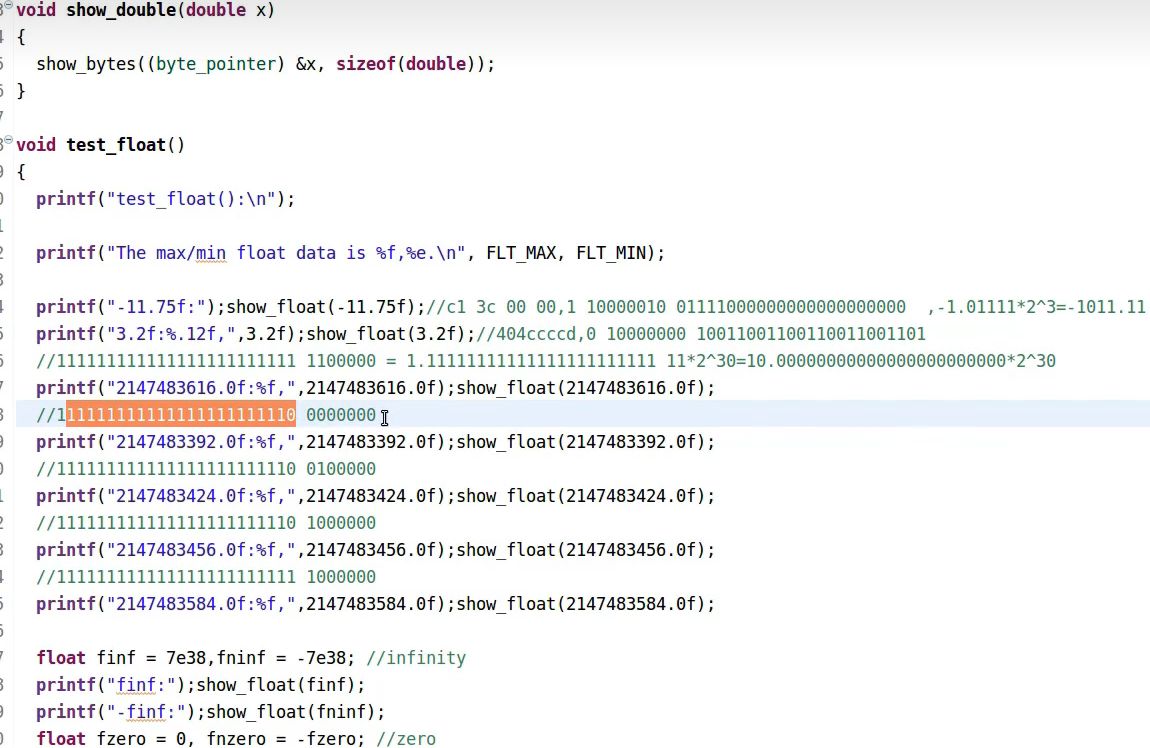 void show_double(double x)
{
show_bytes((byte_pointer) &x, sizeof(double));
}
void test_float()
{
printf("test_float():\n");
printf("The max/min float data is %f,%e.\n", FLT_MAX, FLT_MIN);
printf("-11.75f:");show_float(-11.75f);//c1 3c 00 00,1 10000010 01111000000000000000000  ,-1.01111*2^3=-1011.11
printf("3.2f:%.12f,",3.2f);show_float(3.2f);//404ccccd,0 10000000 10011001100110011001101
//111111111111111111111111 1100000 = 1.11111111111111111111111 11*2^30=10.00000000000000000000000*2^30
printf("2147483616.0f:%f,",2147483616.0f);show_float(2147483616.0f);
//111111111111111111111110 0000000
printf("2147483392.0f:%f,",2147483392.0f);show_float(2147483392.0f);
//111111111111111111111110 0100000
printf("2147483424.0f:%f,",2147483424.0f);show_float(2147483424.0f);
//111111111111111111111110 1000000
printf("2147483456.0f:%f,",2147483456.0f);show_float(2147483456.0f);
//111111111111111111111111 1000000
printf("2147483584.0f:%f,",2147483584.0f);show_float(2147483584.0f);
float finf = 7e38,fninf = -7e38; //infinity
printf("finf:");show_float(finf);
printf("-finf:");show_float(fninf);
float fzero = 0, fnzero = -fzero; //zero